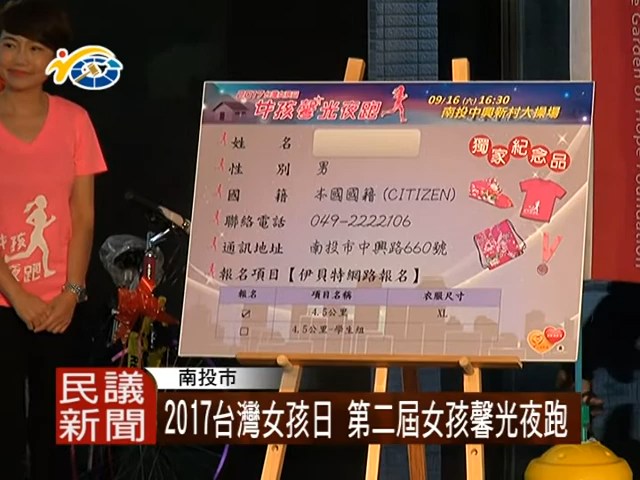 2017台灣女孩日
女孩馨光夜跑
09/16 (六) 16:30
南投中興新村大操場
姓名
獨家紀念品
性別 男
國籍 本國國籍 (CITIZEN)
聯絡電話 049-2222106
通訊地址 南投市中興路660號
報名項目【伊貝特網路報名】
報名 項目名稱 衣服尺寸
☑ 4.5公里 XL
☐ 4.5公里-學生組
女孩
夜跑
南投市
民議新聞
2017台灣女孩日 第二屆女孩馨光夜跑